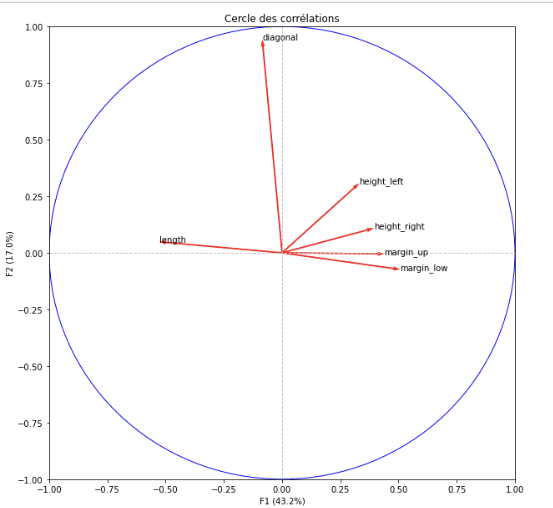 Cercle des corrélations
1.00
diagonal
0.75
0.50
height_left
0.25
height_right
length
margin_up
0.00
margin_low
F2 (17.0%)
−0.25
−0.50
−0.75
−1.00
−1.00 −0.75 −0.50 −0.25 0.00 0.25 0.50 0.75 1.00
F1 (43.2%)